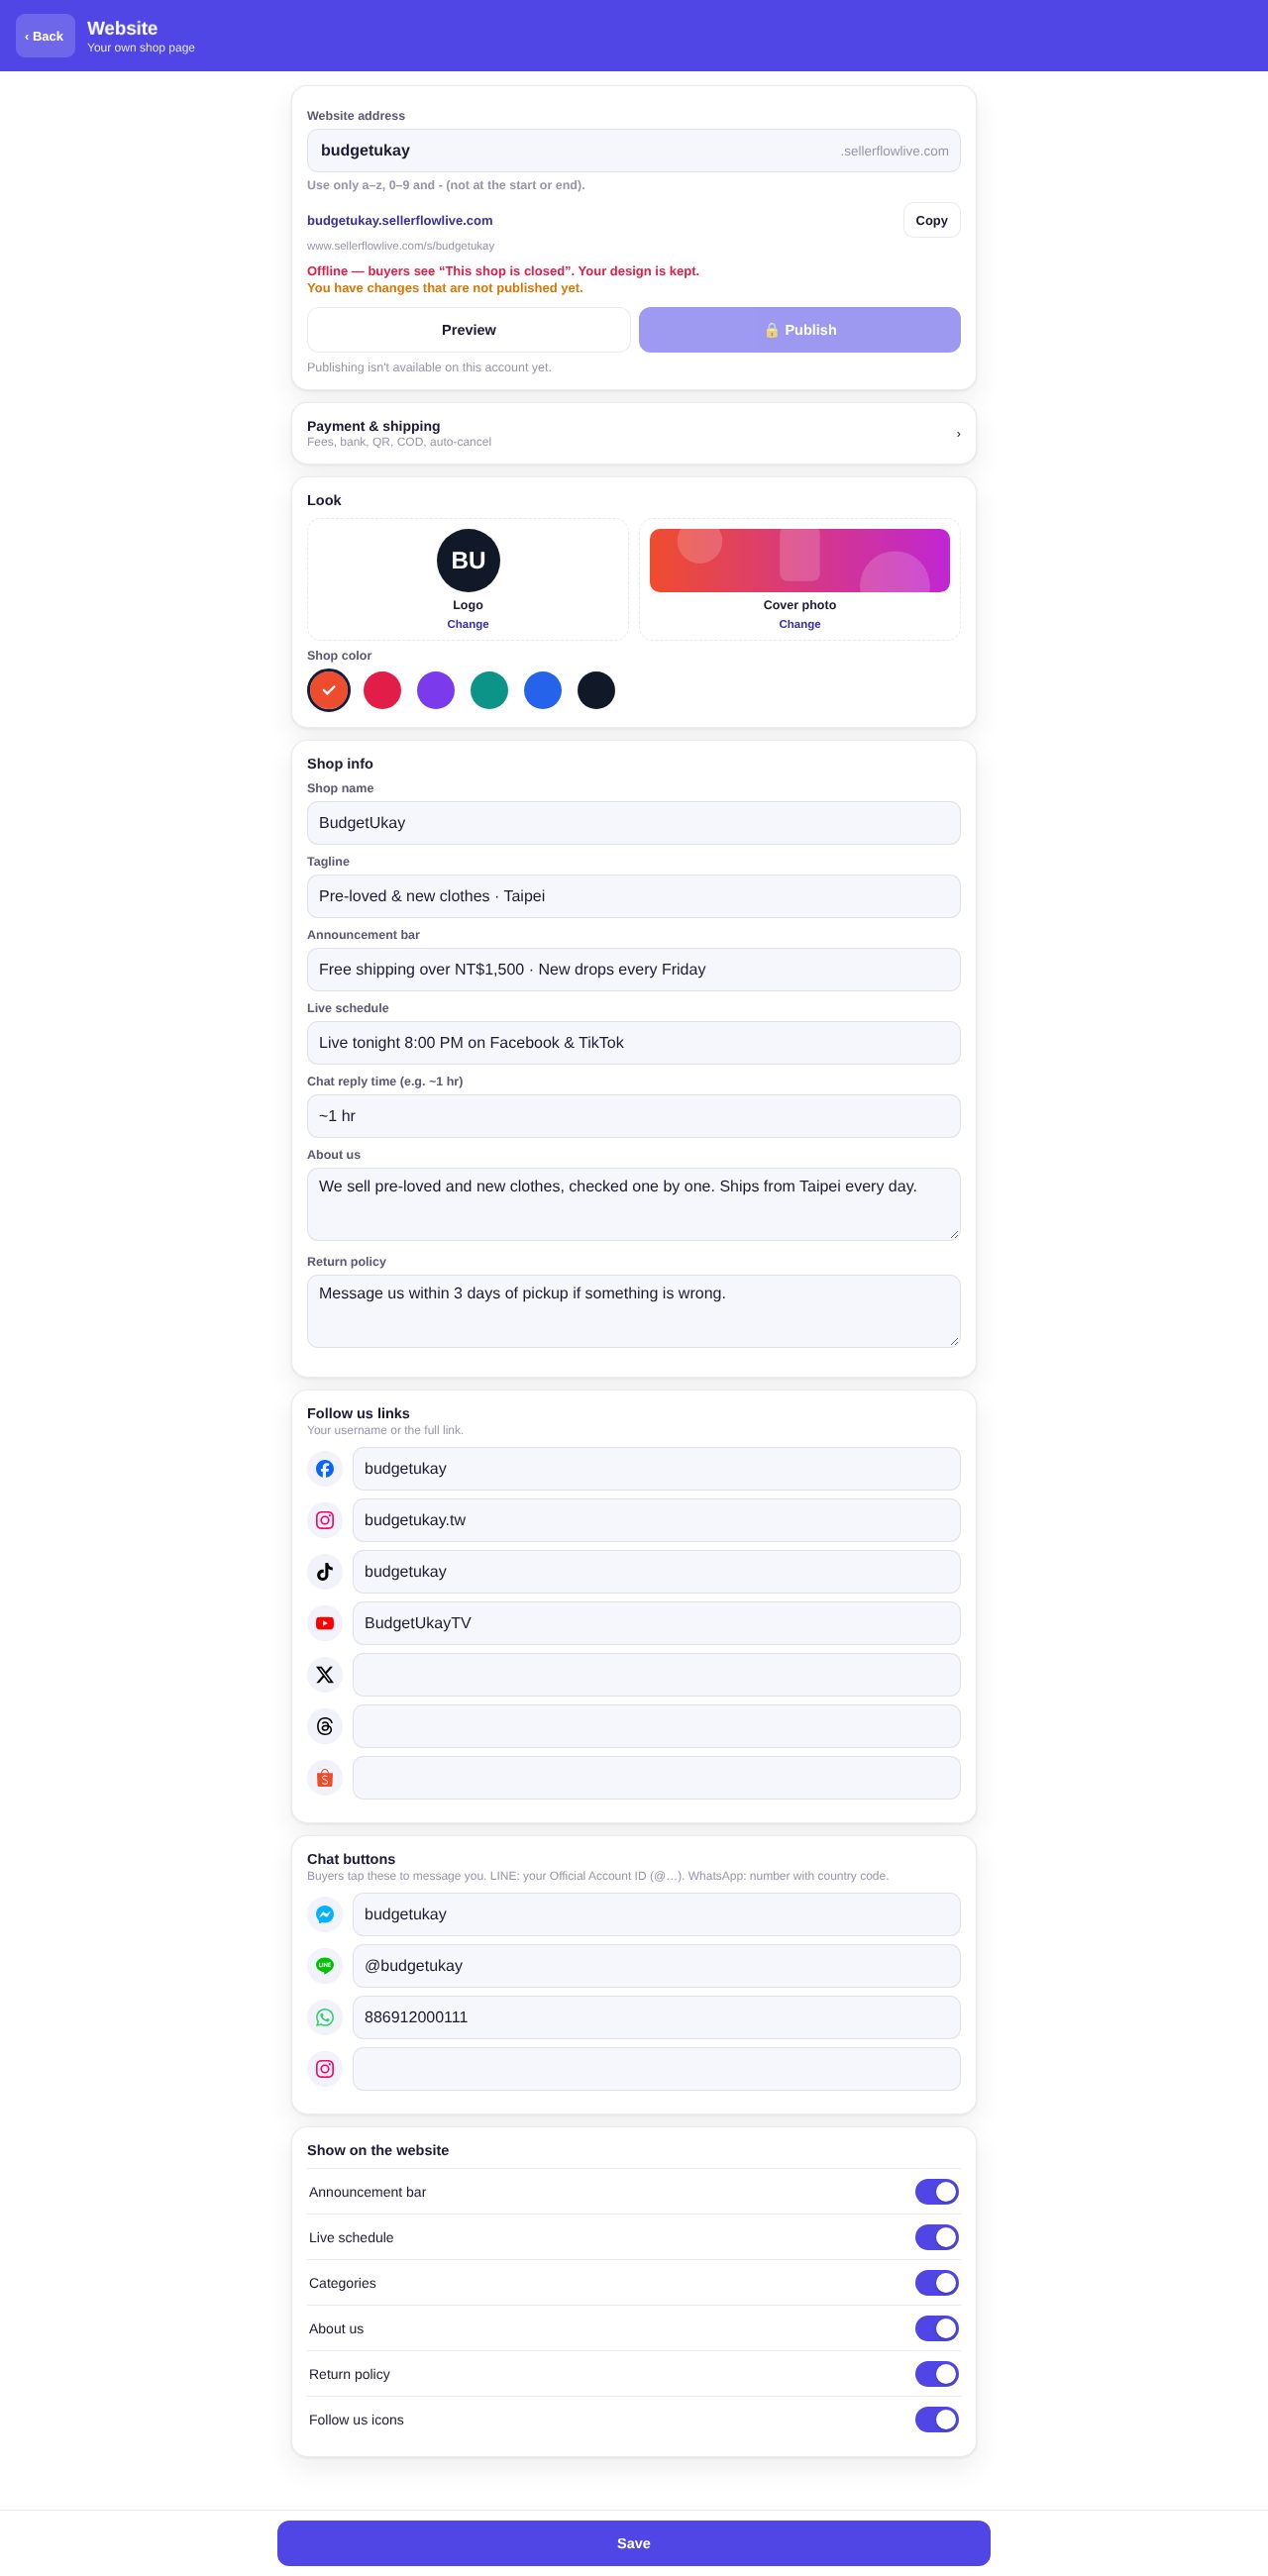 ‹ Back
Website
Your own shop page
Website address
budgetukay
.sellerflowlive.com
Use only a–z, 0–9 and - (not at the start or end).
budgetukay.sellerflowlive.com
Copy
www.sellerflowlive.com/s/budgetukay
Offline — buyers see “This shop is closed”. Your design is kept.
You have changes that are not published yet.
Preview
🔒 Publish
Publishing isn't available on this account yet.
Payment & shipping
Fees, bank, QR, COD, auto-cancel
›
Look
BU
Logo
Change
Cover photo
Change
Shop color
Shop info
Shop name
BudgetUkay
Tagline
Pre-loved & new clothes · Taipei
Announcement bar
Free shipping over NT$1,500 · New drops every Friday
Live schedule
Live tonight 8:00 PM on Facebook & TikTok
Chat reply time (e.g. ~1 hr)
~1 hr
About us
We sell pre-loved and new clothes, checked one by one. Ships from Taipei every day.
Return policy
Message us within 3 days of pickup if something is wrong.
Follow us links
Your username or the full link.
budgetukay
budgetukay.tw
budgetukay
BudgetUkayTV
Chat buttons
Buyers tap these to message you. LINE: your Official Account ID (@…). WhatsApp: number with country code.
budgetukay
LINE
@budgetukay
886912000111
Show on the website
Announcement bar
Live schedule
Categories
About us
Return policy
Follow us icons
Save